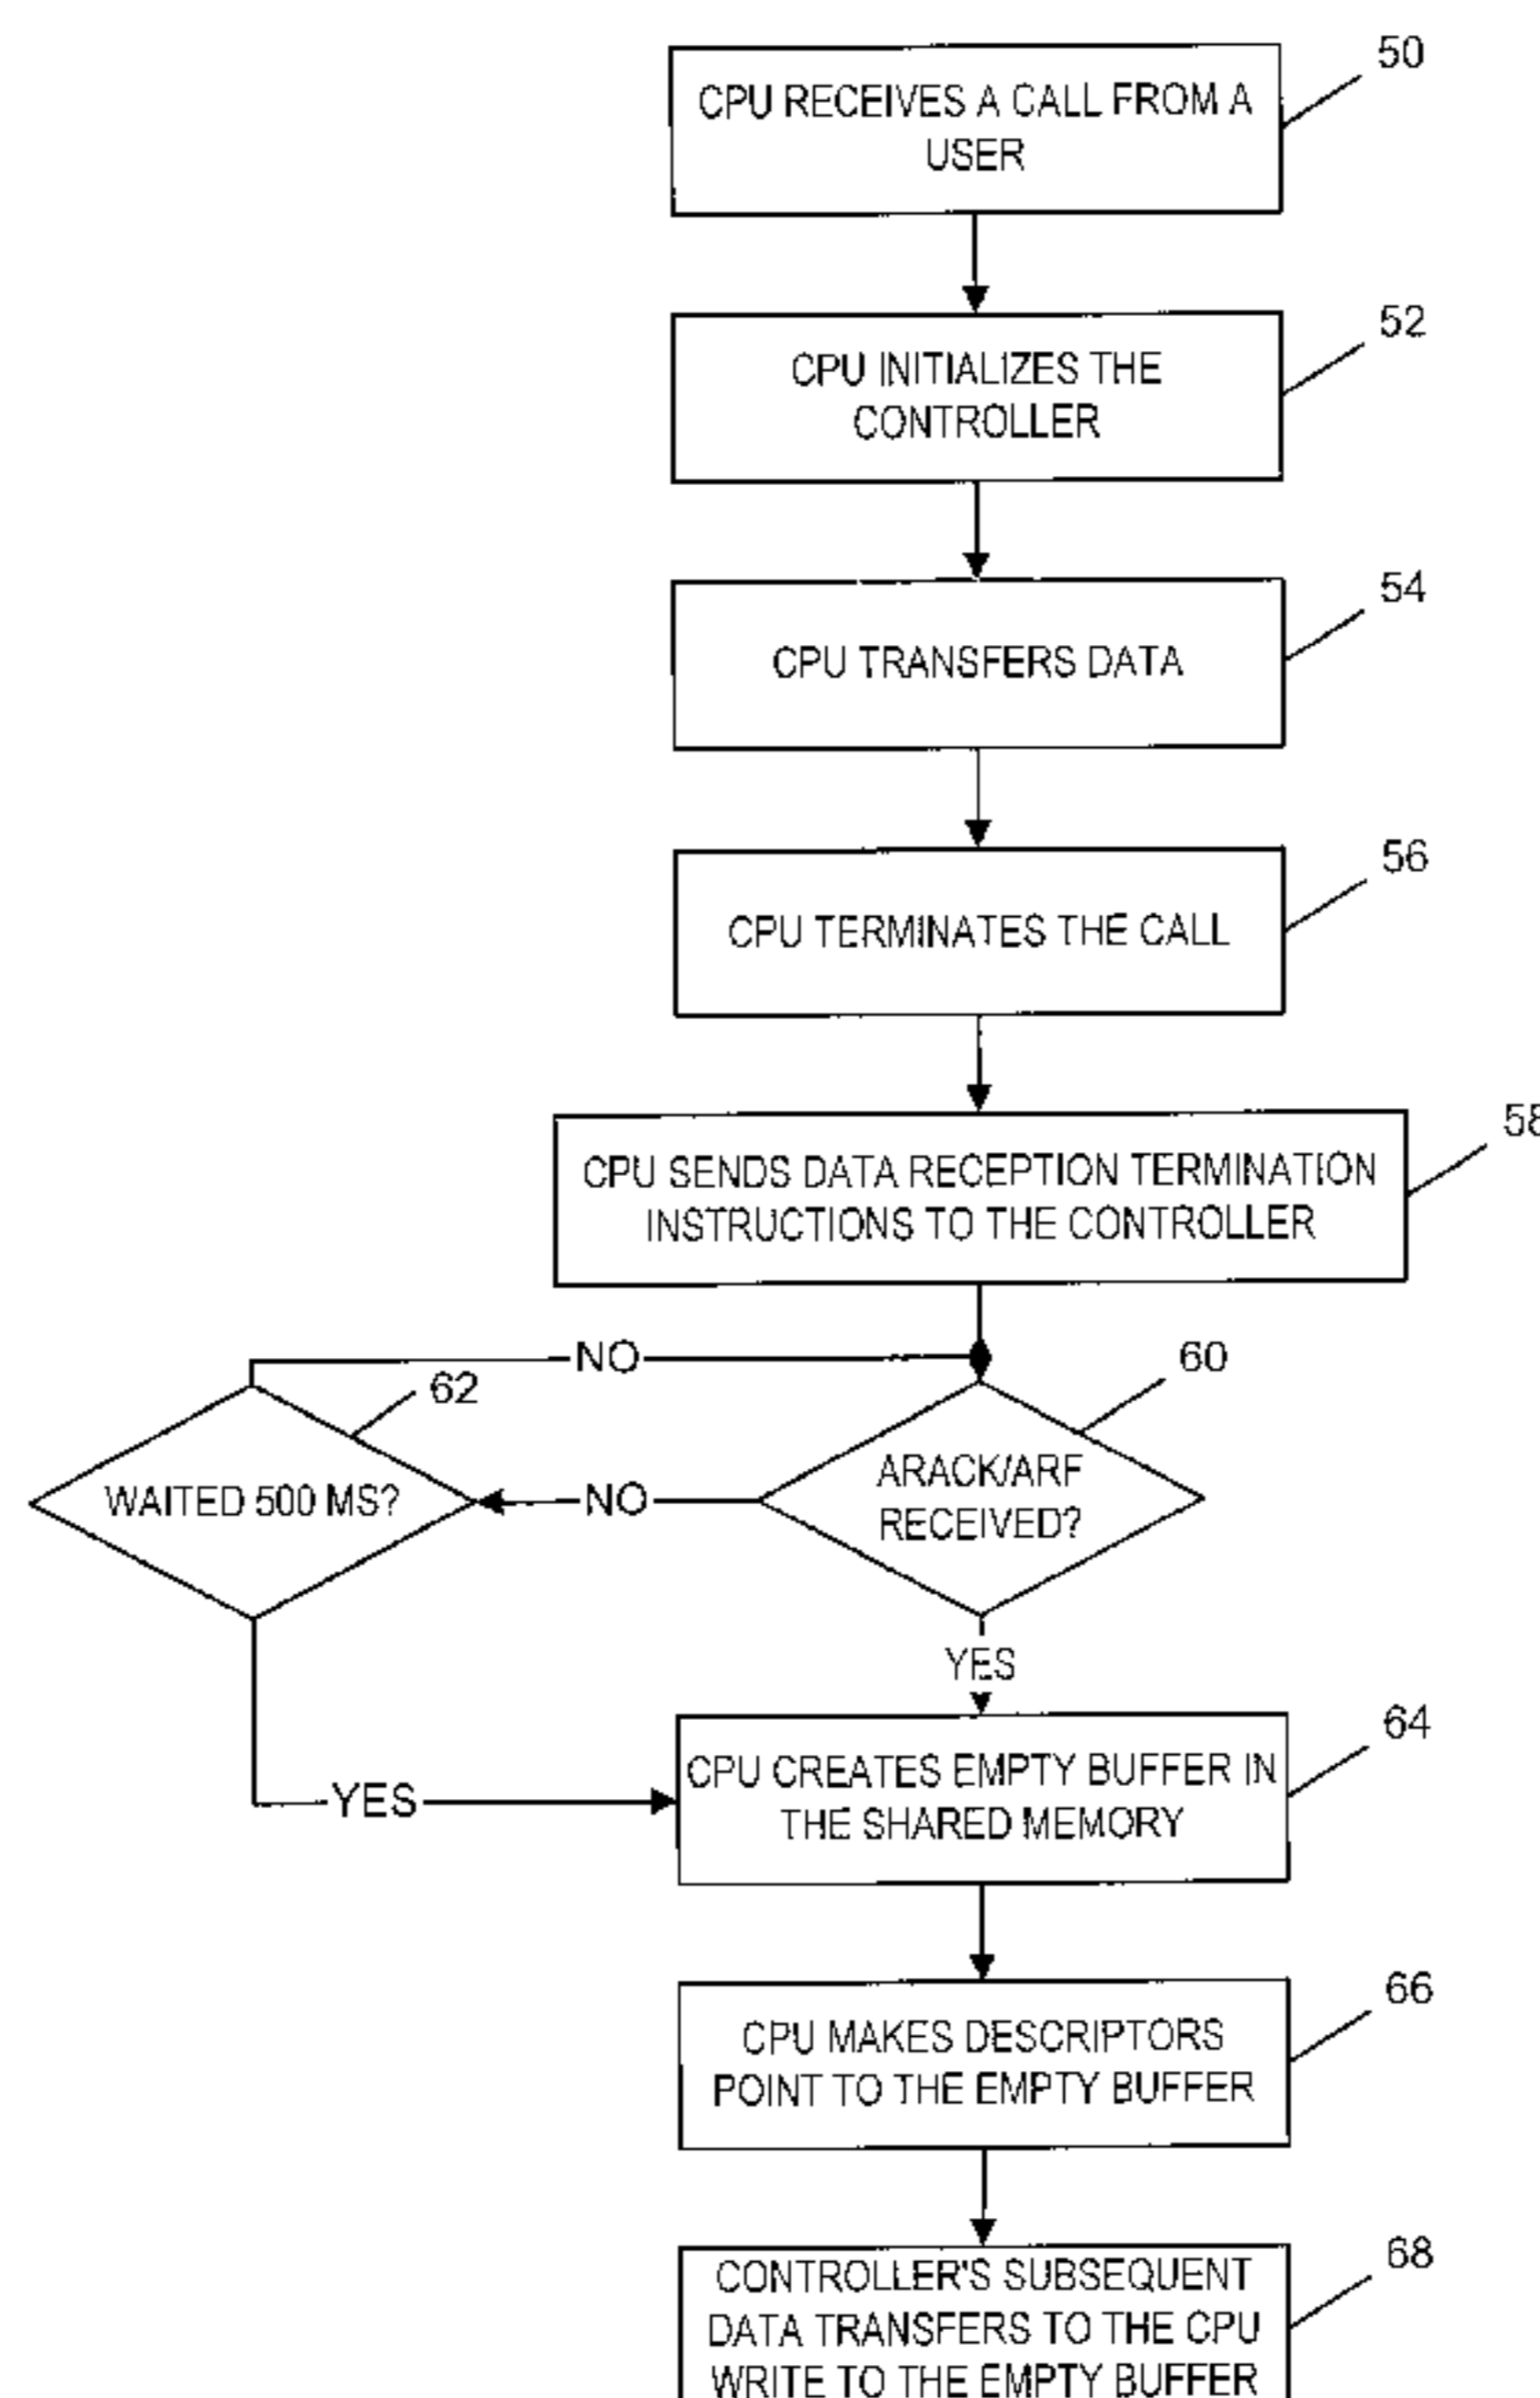 50
CPU RECEIVES A CALL FROM A
USER
52
CPU INITIALIZES THE
CONTROLLER
54
CPU TRANSFERS DATA
56
CPU TERMINATES THE CALL
58
CPU SENDS DATA RECEPTION TERMINATION
INSTRUCTIONS TO THE CONTROLLER
NO
60
62
ARACK/ARF
RECEIVED?
WAITED 500 MS?
NO
YES
64
CPU CREATES EMPTY BUFFER IN
THE SHARED MEMORY
YES
66
CPU MAKES DESCRIPTORS
POINT TO THE EMPTY BUFFER
68
CONTROLLER'S SUBSEQUENT
DATA TRANSFERS TO THE CPU
WRITE TO THE EMPTY BUFFER